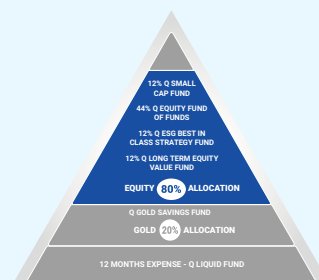 12% Q SMALL
CAP FUND
44% Q EQUITY FUND
OF FUNDS
12% Q ESG BEST IN
CLASS STRATEGY FUND
12% Q LONG TERM EQUITY
VALUE FUND
EQUITY 80% ALLOCATION
Q GOLD SAVINGS FUND
GOLD 20% ALLOCATION
12 MONTHS EXPENSE - Q LIQUID FUND